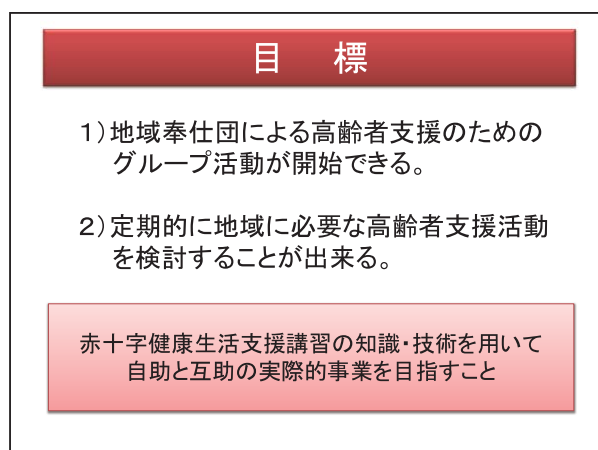 目　標
１）地域奉仕団による高齢者支援のための
グループ活動が開始できる。
２）定期的に地域に必要な高齢者支援活動
を検討することが出来る。
赤十字健康生活支援講習の知識・技術を用いて
自助と互助の実際的事業を目指すこと